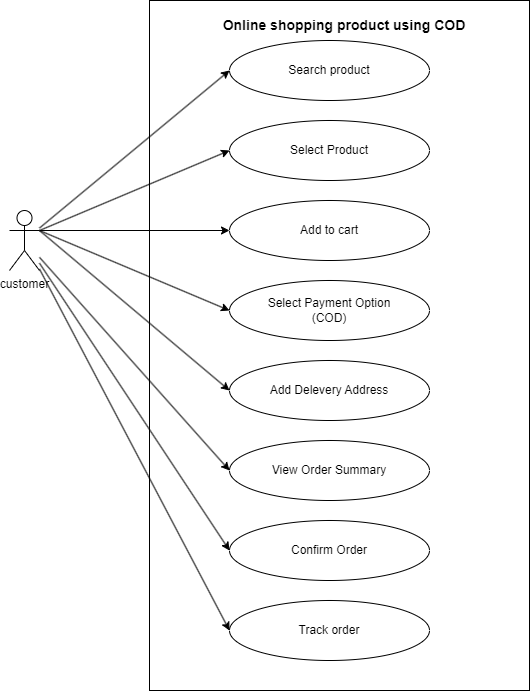 Online shopping product using COD
Search product
Select Product
Add to cart
customer
Select Payment Option
(COD)
Add Delevery Address
View Order Summary
Confirm Order
Track order